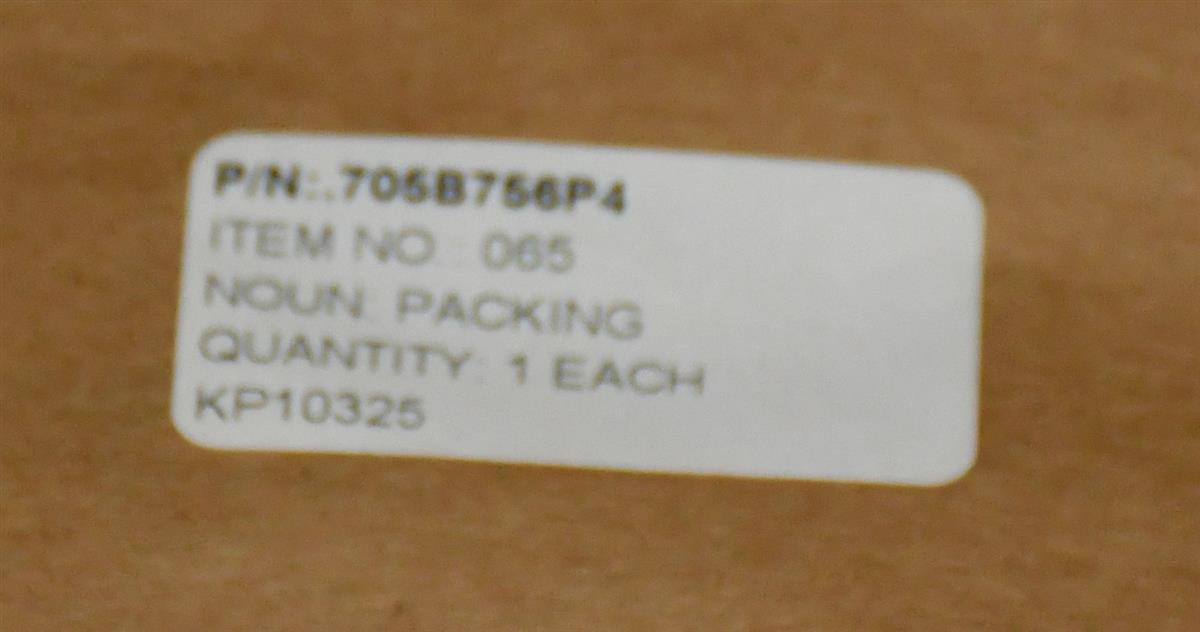 P/N:.705B756P4
ITEM NO.: 065
NOUN: PACKING
QUANTITY: 1 EACH
KP10325